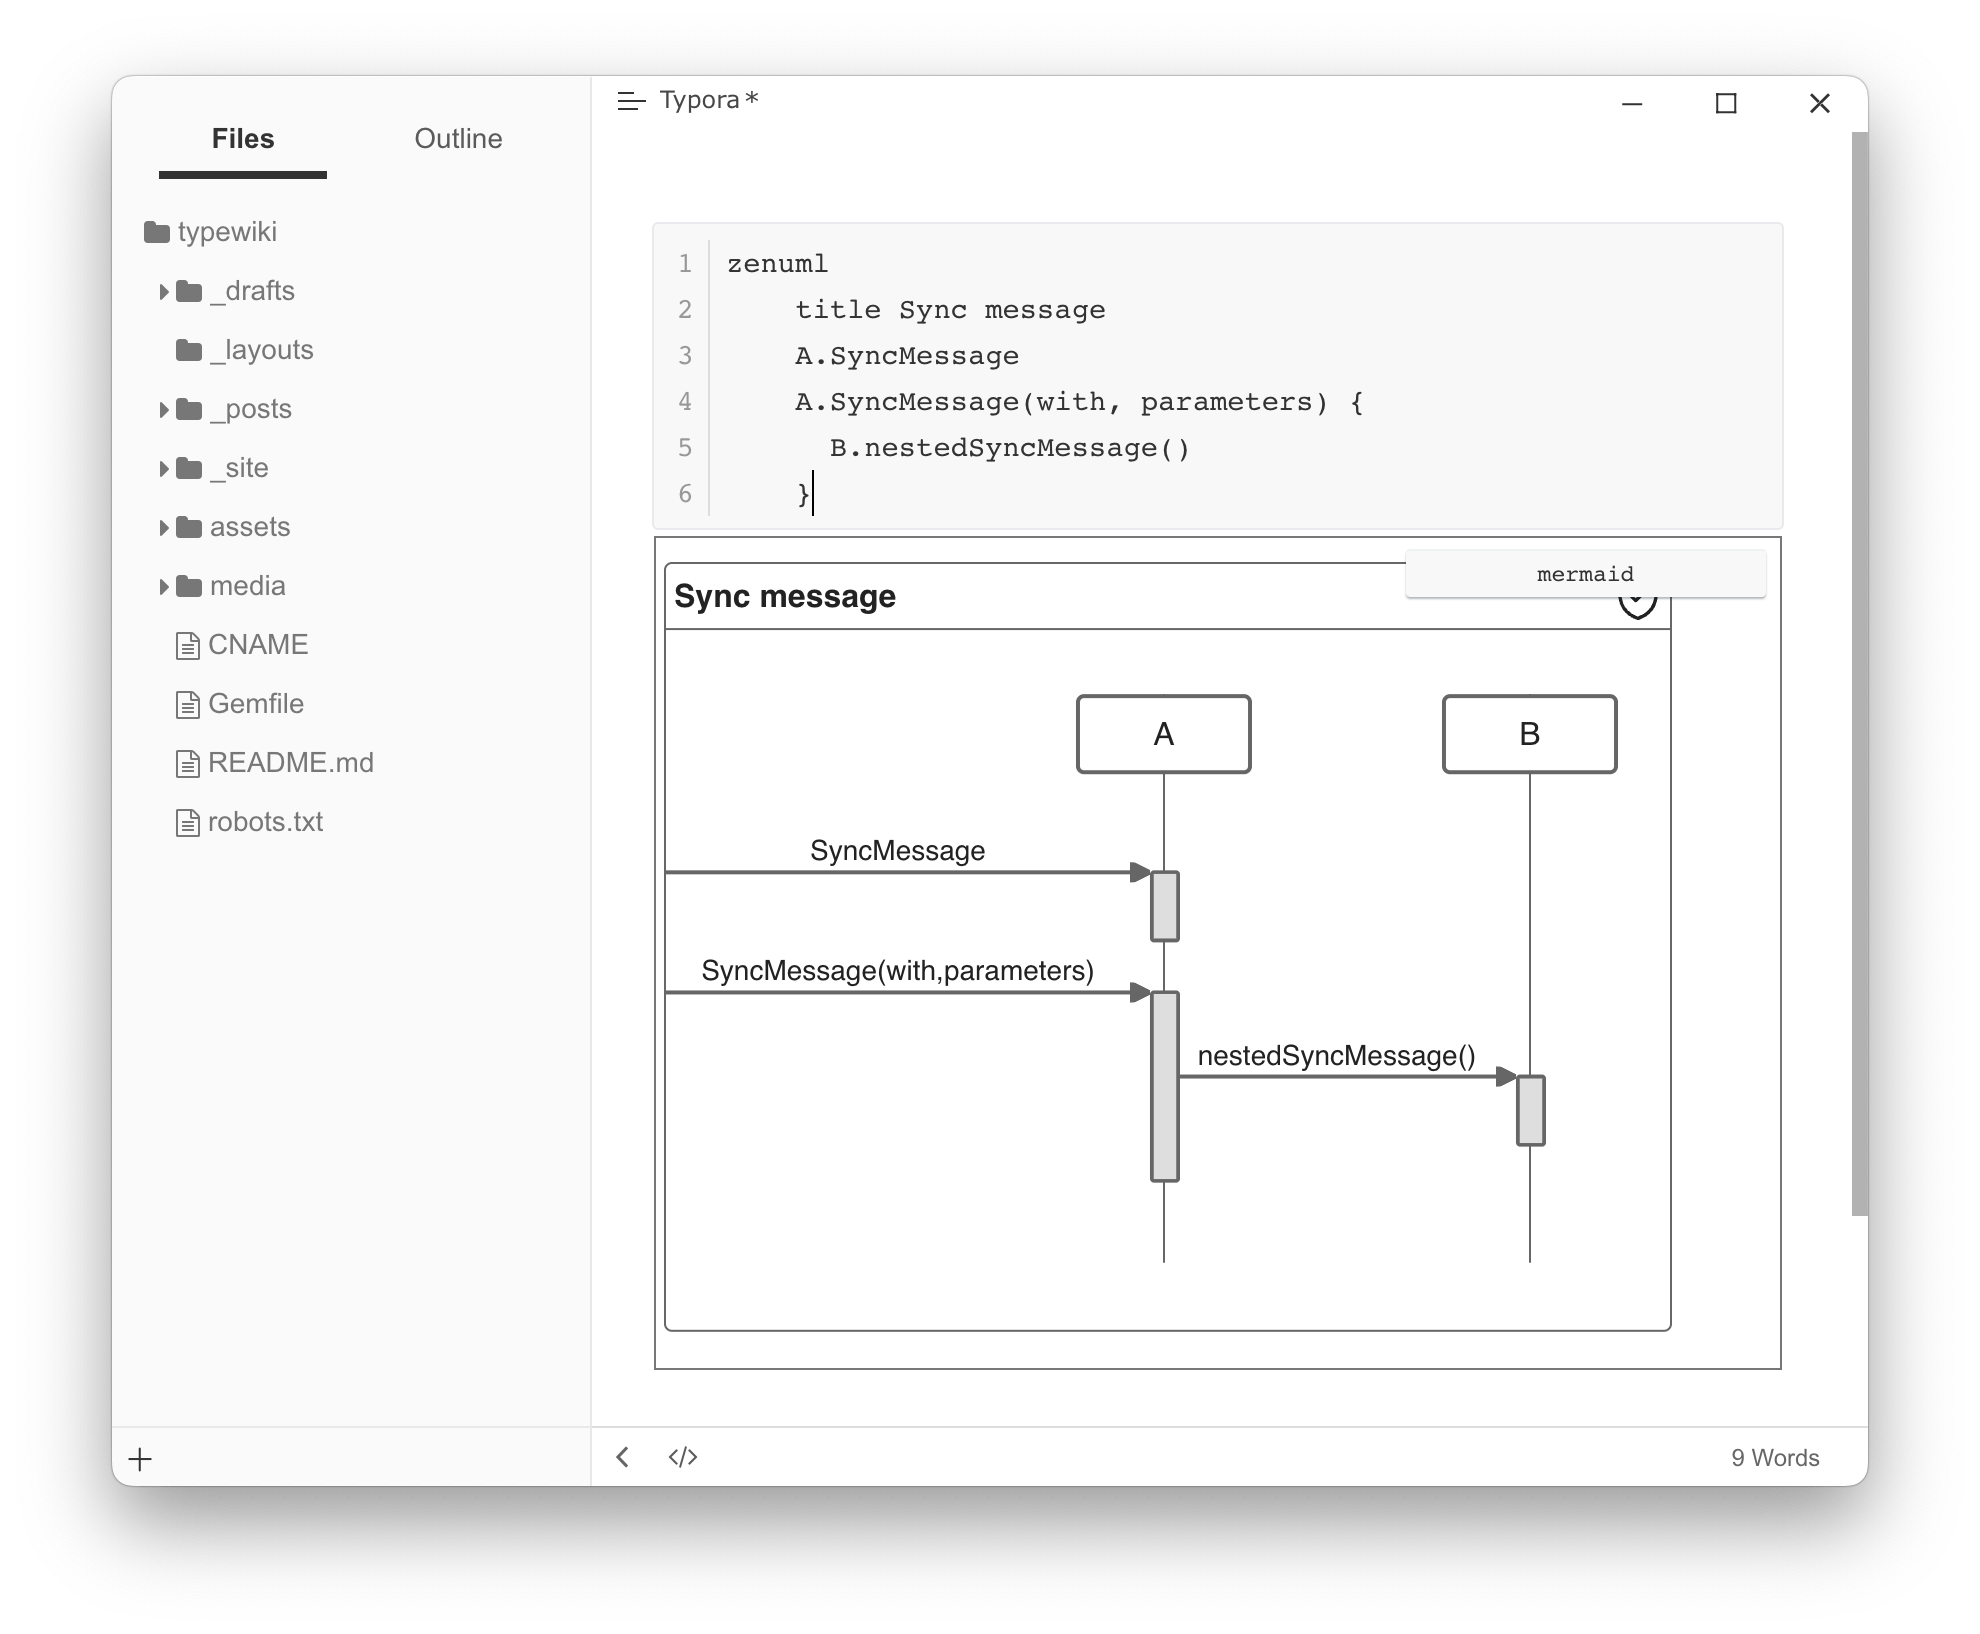 Files
Outline
typewiki
_drafts
_layouts
_posts
_site
assets
media
CNAME
Gemfile
README.md
robots.txt
Typora*
1 zenuml
2     title Sync message
3     A.SyncMessage
4     A.SyncMessage(with, parameters) {
5       B.nestedSyncMessage()
6     }
mermaid
Sync message
A
B
SyncMessage
SyncMessage(with,parameters)
nestedSyncMessage()
</> 9 Words